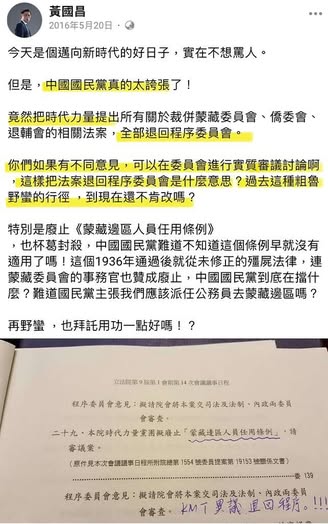 黃國昌
2016年5月20日
今天是個邁向新時代的好日子，實在不想罵人。
但是，中國國民黨真的太誇張了！
竟然把時代力量提出所有關於裁併蒙藏委員會、僑委會、
退輔會的相關法案，全部退回程序委員會。
你們如果有不同意見，可以在委員會進行實質審議討論啊
，這樣把法案退回程序委員會是什麼意思？過去這種粗魯
野蠻的行徑，到現在還不肯改嗎？
特別是廢止《蒙藏邊區人員任用條例》
，也杯葛封殺，中國國民黨難道不知道這個條例早就沒有
適用了嗎！這個1936年通過後就從未修正的殭屍法律，連
蒙藏委員會的事務官也贊成廢止，中國國民黨到底在擋什
麼？難道國民黨主張我們應該派任公務員去蒙藏邊區嗎？
再野蠻，也拜託用功一點好嗎！？
立法院第9屆第1會期第14次會議議事日程
程序委員會意見：擬請院會將本案交司法及法制、內政兩委員
會審查。
二十九、本院時代力量黨團擬廢止「蒙藏邊區人員任用條例」，請
審議案。
（原件見本次會議議事日程所附院總第1554號委員提案第19153號關係文書）
委 139
程序委員會意見：擬請院會將本案交司法及法制、內政兩委員
會審查。
KMT異議 退回程序。!!!